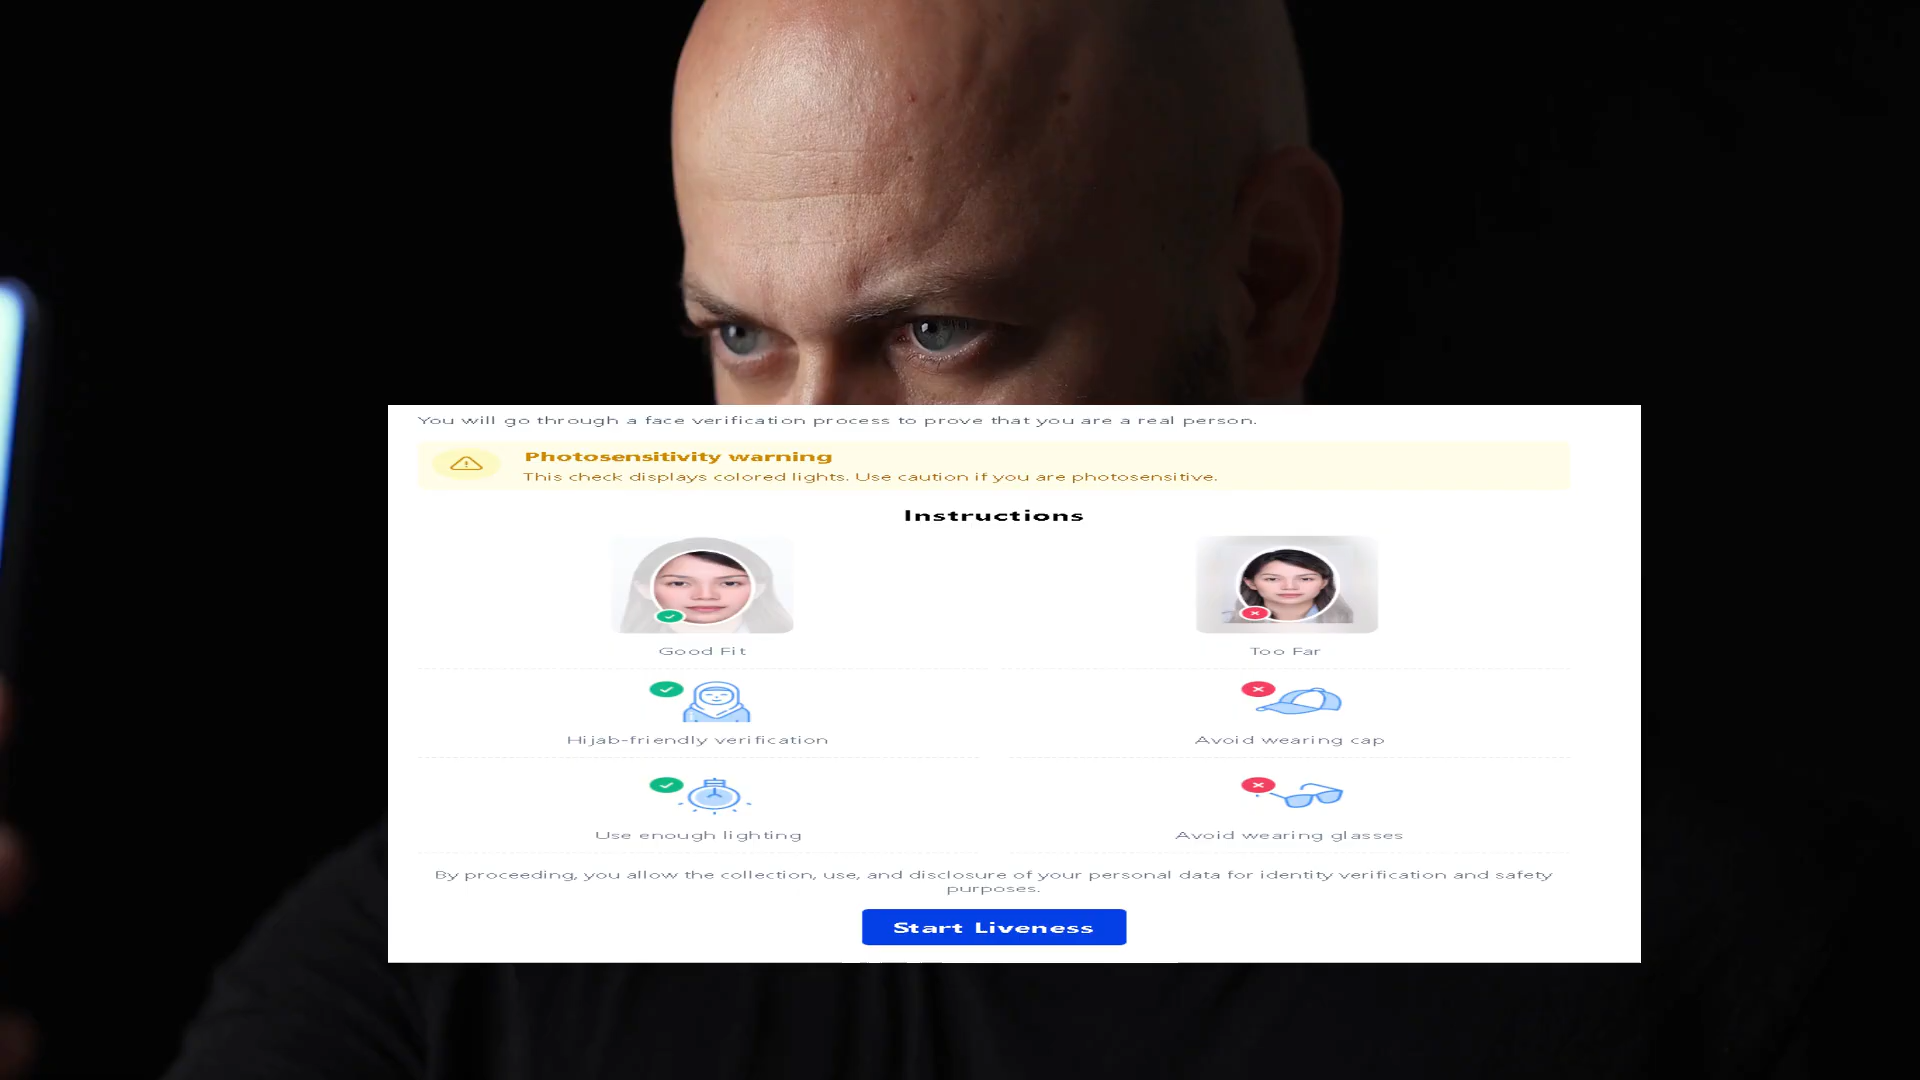 You will go through a face verification process to prove that you are a real person.
Photosensitivity warning
This check displays colored lights. Use caution if you are photosensitive.
Instructions
Good Fit
Too Far
Hijab-friendly verification
Avoid wearing cap
Use enough lighting
Avoid wearing glasses
By proceeding, you allow the collection, use, and disclosure of your personal data for identity verification and safety
purposes.
Start Liveness